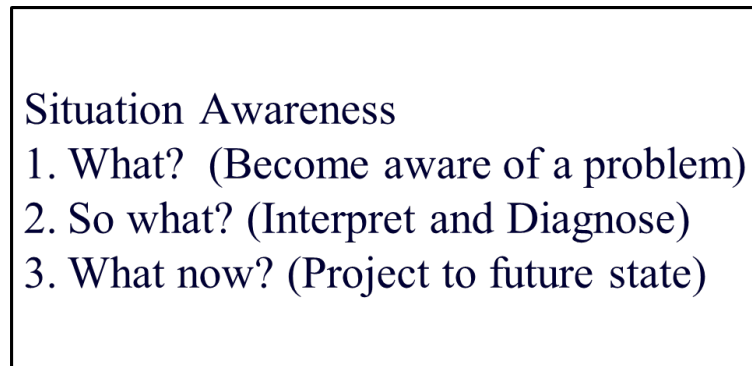 Situation Awareness
1. What?  (Become aware of a problem)
2. So what? (Interpret and Diagnose)
3. What now? (Project to future state)